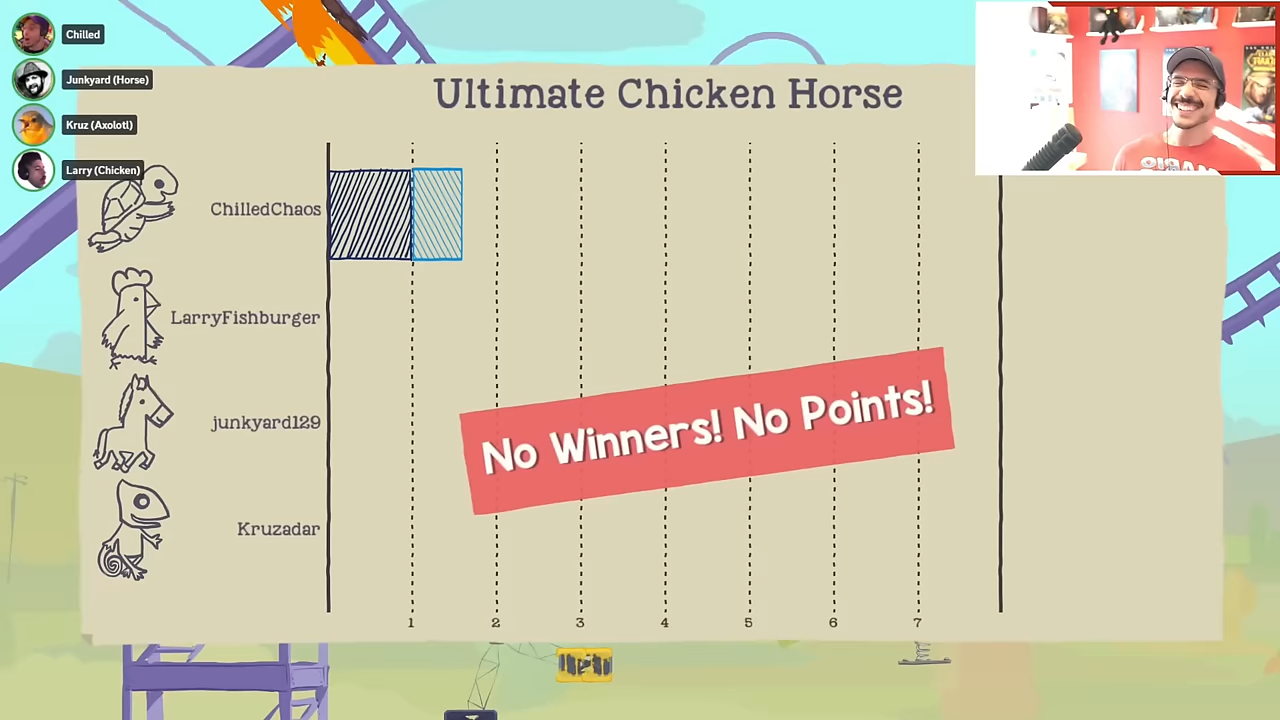 Chilled
Junkyard (Horse)
Kruz (Axolotl)
Larry (Chicken)
Ultimate Chicken Horse
ChilledChaos
LarryFishburger
junkyard129
Kruzadar
No Winners! No Points!
1 2 3 4 5 6 7